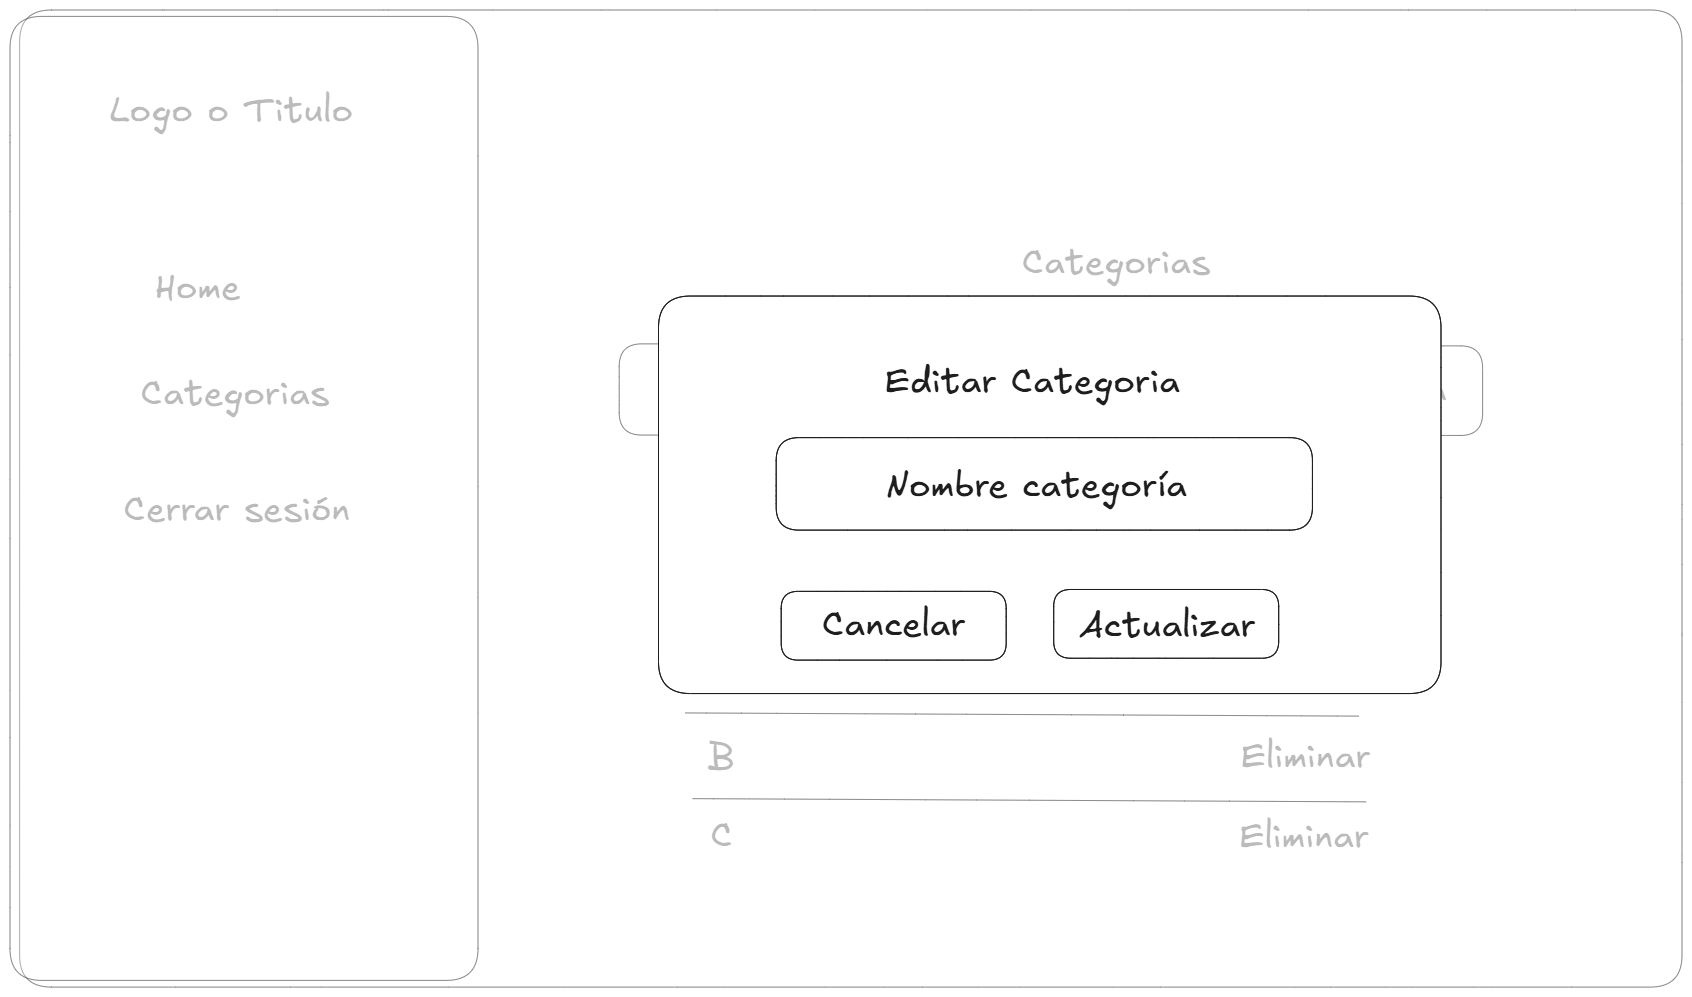 Logo o Titulo
Home
Categorias
Cerrar sesión
Categorias
Editar Categoria
Nombre categoría
Cancelar
Actualizar
B
Eliminar
C
Eliminar